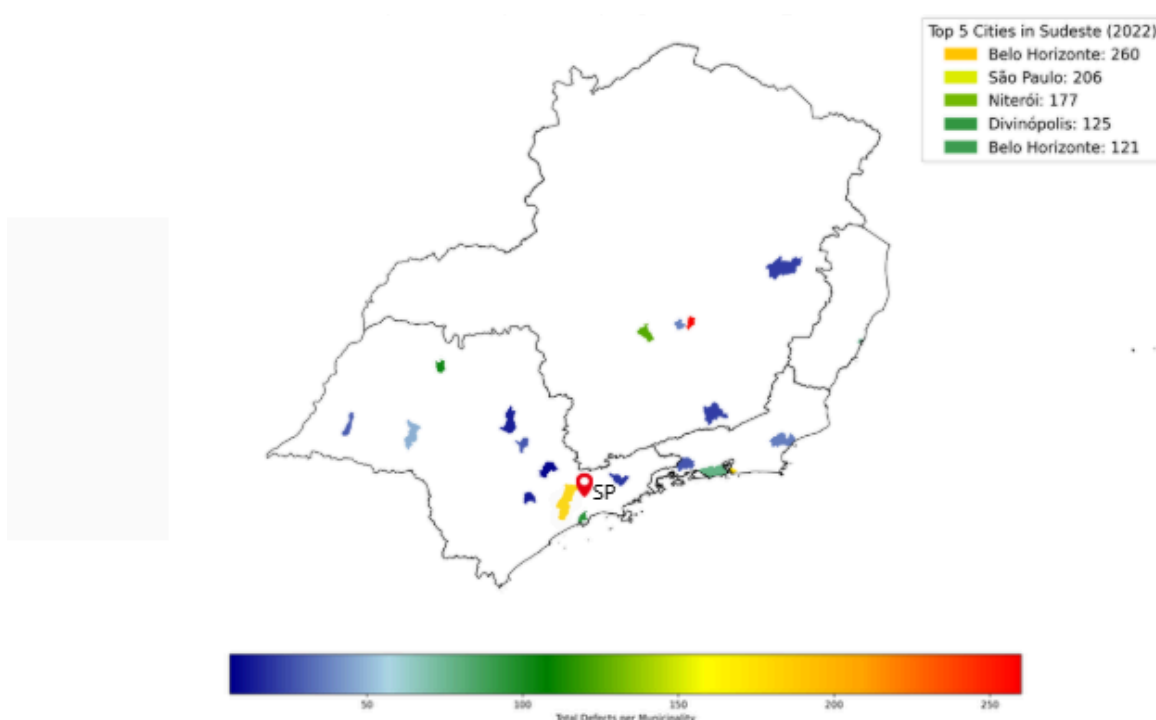 Top 5 Cities in Sudeste (2022)
Belo Horizonte: 260
São Paulo: 206
Niterói: 177
Divinópolis: 125
Belo Horizonte: 121
SP
50 100 150 200 250
Total Defects per Municipality